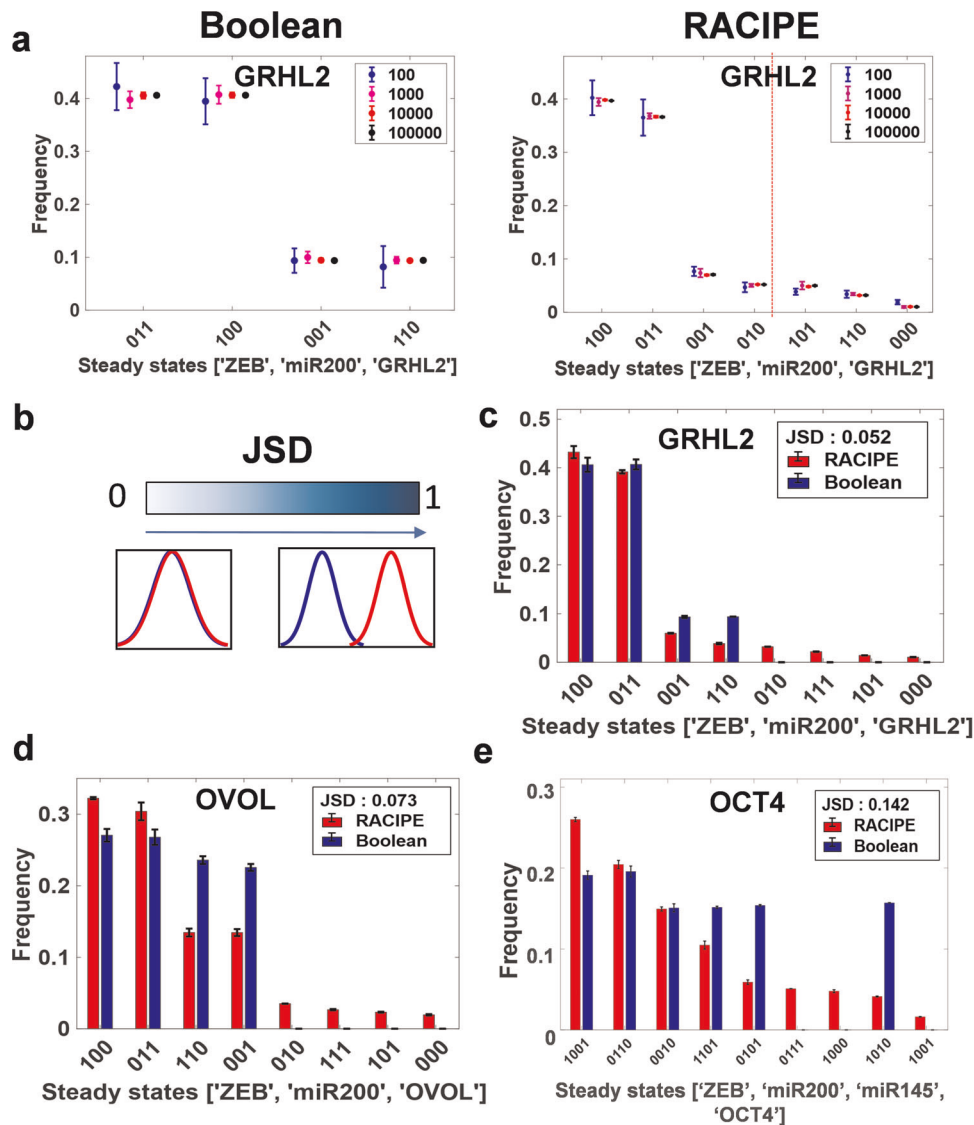 Boolean
RACIPE
a
GRHL2
100
1000
10000
100000
Frequency
0.4
0.3
0.2
0.1
0
011
100
001
110
Steady states ['ZEB', 'miR200', 'GRHL2']
GRHL2
100
1000
10000
100000
Frequency
0.4
0.3
0.2
0.1
0
100
011
001
010
101
110
000
Steady states ['ZEB', 'miR200', 'GRHL2']
b
JSD
0
1
c
GRHL2
JSD : 0.052
RACIPE
Boolean
Frequency
0.5
0.4
0.3
0.2
0.1
0
100
011
001
110
010
111
101
000
Steady states ['ZEB', 'miR200', 'GRHL2']
d
OVOL
JSD : 0.073
RACIPE
Boolean
Frequency
0.3
0.2
0.1
0
100
011
110
001
010
111
101
000
Steady states ['ZEB', 'miR200', 'OVOL']
e
OCT4
JSD : 0.142
RACIPE
Boolean
Frequency
0.3
0.2
0.1
0
1001
0110
0010
1101
0101
0111
1000
1010
1001
Steady states [‘ZEB’, ‘miR200’, ‘miR145’,
‘OCT4’]